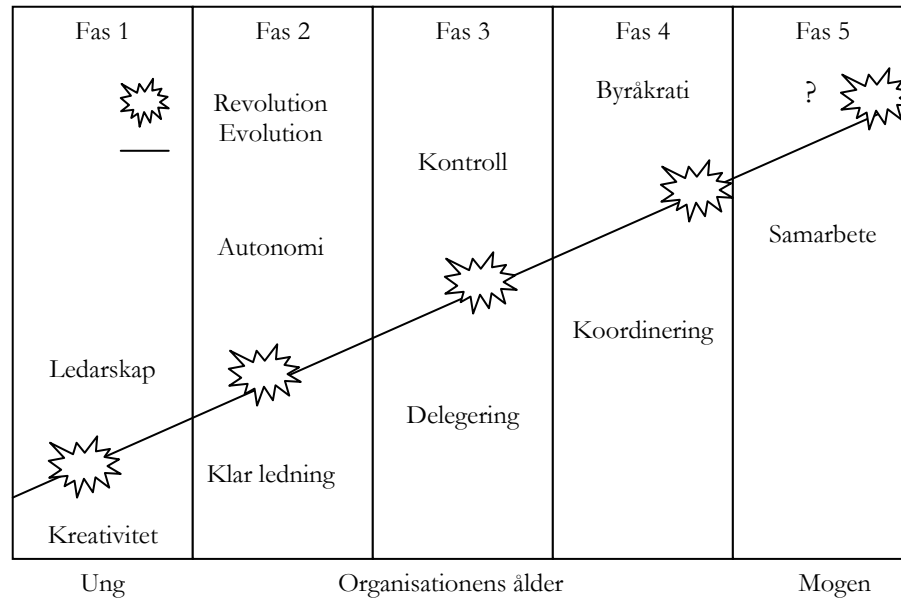 Fas 1
Fas 2
Fas 3
Fas 4
Fas 5
Revolution
Evolution
Byråkrati
?
Kontroll
Autonomi
Samarbete
Ledarskap
Koordinering
Delegering
Klar ledning
Kreativitet
Ung
Organisationens ålder
Mogen